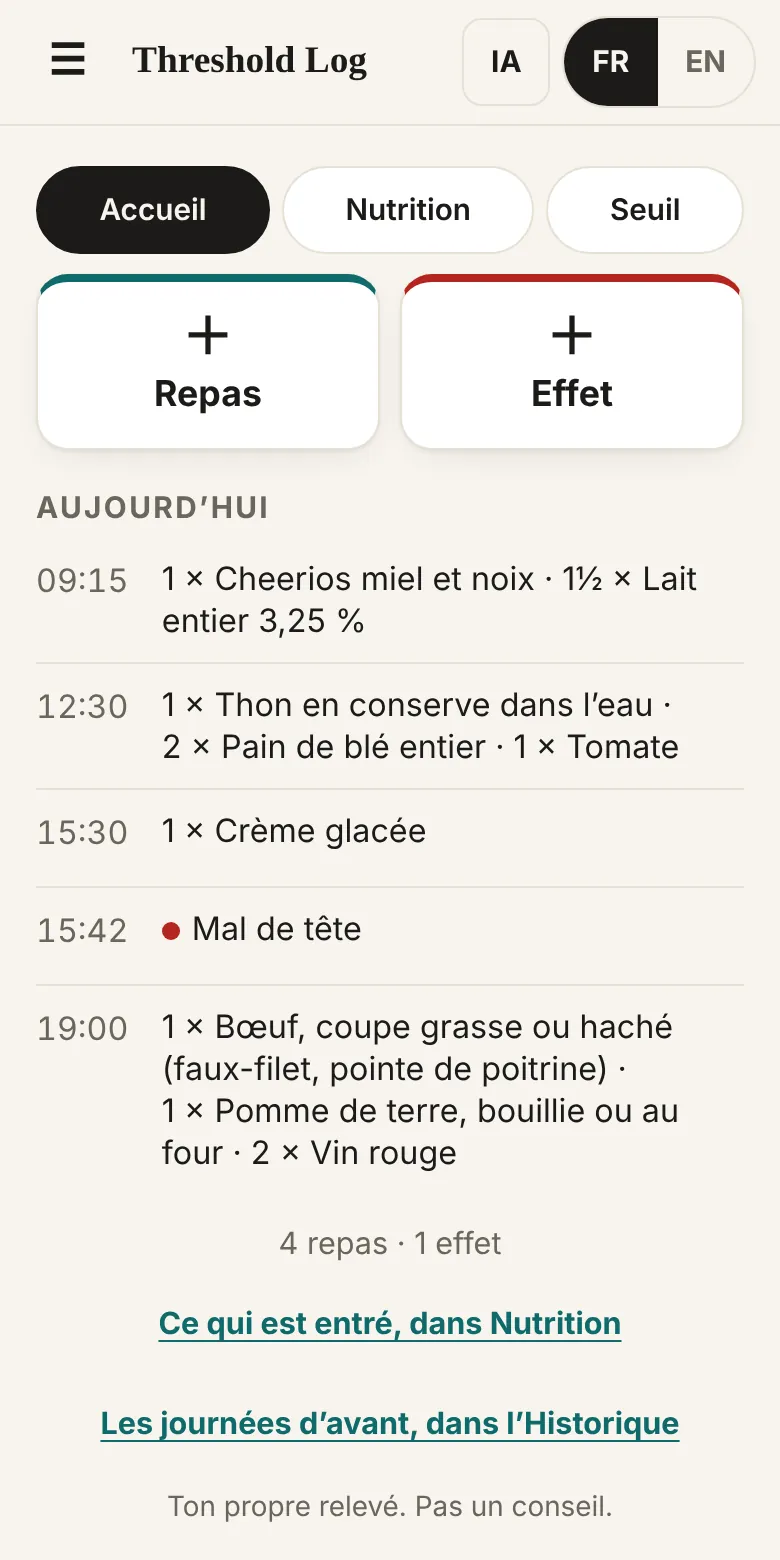 ☰ Threshold Log IA FR EN
Accueil Nutrition Seuil
+ +
Repas Effet
AUJOURD’HUI
09:15 1 × Cheerios miel et noix · 1½ × Lait
entier 3,25 %
12:30 1 × Thon en conserve dans l’eau ·
2 × Pain de blé entier · 1 × Tomate
15:30 1 × Crème glacée
15:42 Mal de tête
19:00 1 × Bœuf, coupe grasse ou haché
(faux-filet, pointe de poitrine) ·
1 × Pomme de terre, bouillie ou au
four · 2 × Vin rouge
4 repas · 1 effet
Ce qui est entré, dans Nutrition
Les journées d’avant, dans l’Historique
Ton propre relevé. Pas un conseil.